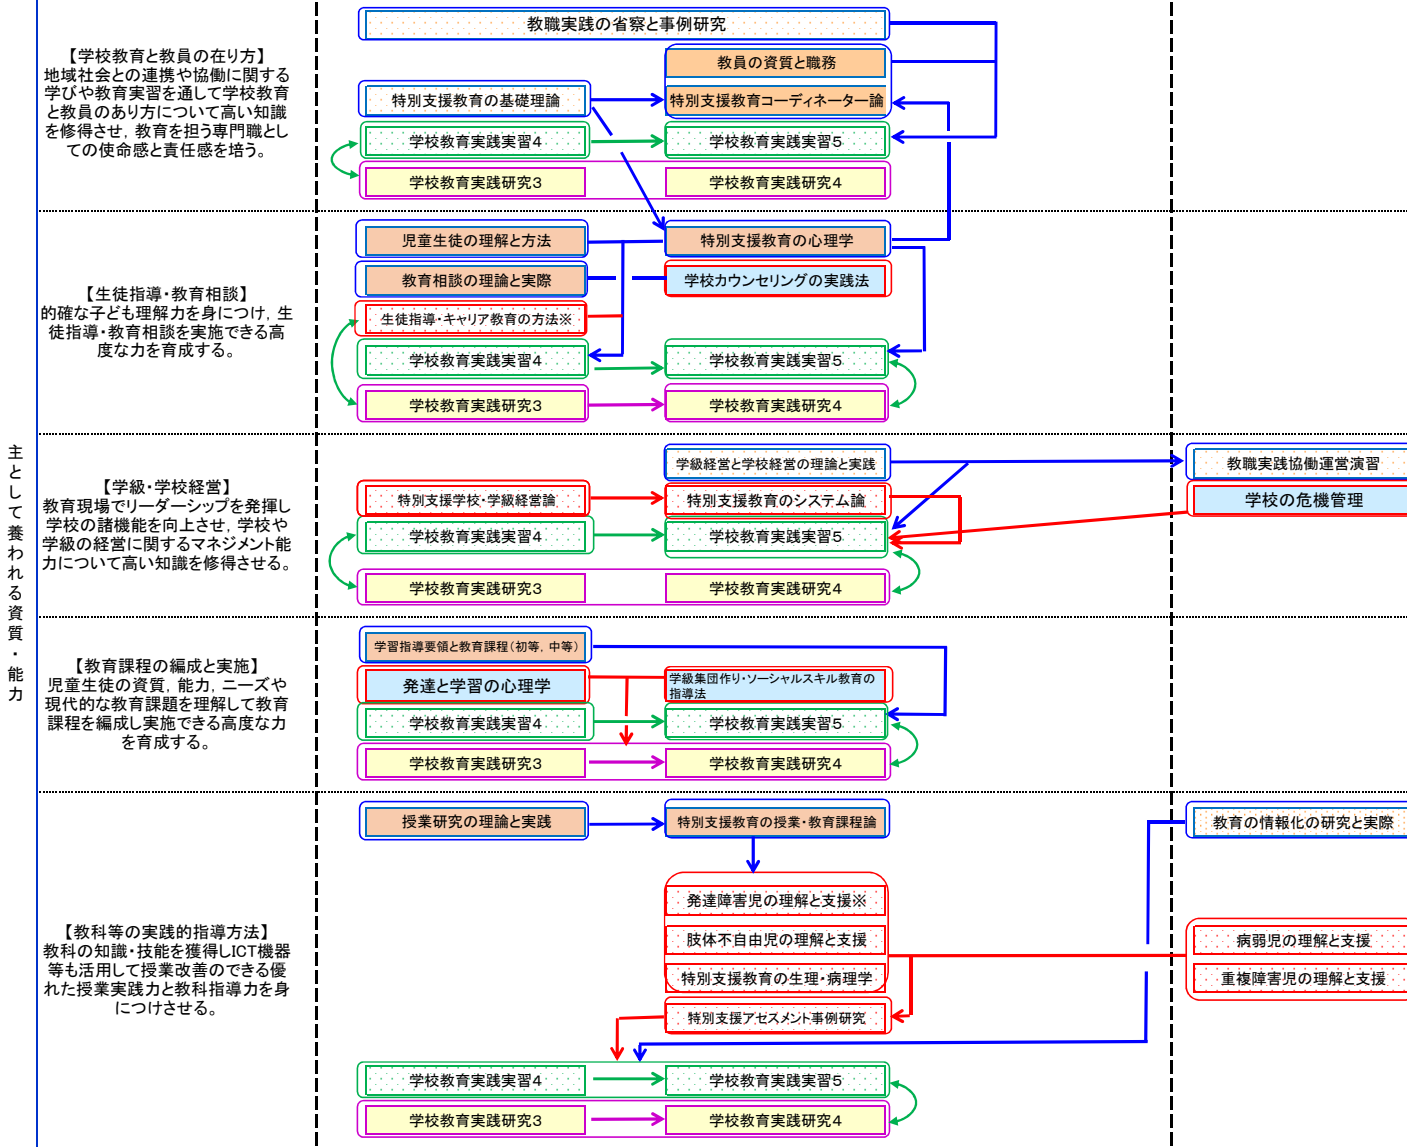 主として養われる資質・能力
【学校教育と教員の在り方】
地域社会との連携や協働に関する
学びや教育実習を通して学校教育
と教員のあり方について高い知識
を修得させ，教育を担う専門職とし
ての使命感と責任感を培う。
教職実践の省察と事例研究
教員の資質と職務
特別支援教育の基礎理論
特別支援教育コーディネーター論
学校教育実践実習4
学校教育実践実習5
学校教育実践研究3
学校教育実践研究4
【生徒指導・教育相談】
的確な子ども理解力を身につけ，生
徒指導・教育相談を実施できる高
度な力を育成する。
児童生徒の理解と方法
特別支援教育の心理学
教育相談の理論と実際
学校カウンセリングの実践法
生徒指導・キャリア教育の方法※
学校教育実践実習4
学校教育実践実習5
学校教育実践研究3
学校教育実践研究4
【学級・学校経営】
教育現場でリーダーシップを発揮し
学校の諸機能を向上させ，学校や
学級の経営に関するマネジメント能
力について高い知識を修得させる。
学級経営と学校経営の理論と実践
教職実践協働運営演習
特別支援学校・学級経営論
特別支援教育のシステム論
学校の危機管理
学校教育実践実習4
学校教育実践実習5
学校教育実践研究3
学校教育実践研究4
【教育課程の編成と実施】
児童生徒の資質，能力，ニーズや
現代的な教育課題を理解して教育
課程を編成し実施できる高度な力
を育成する。
学習指導要領と教育課程（初等，中等）
発達と学習の心理学
学級集団作り・ソーシャルスキル教育の
指導法
学校教育実践実習4
学校教育実践実習5
学校教育実践研究3
学校教育実践研究4
【教科等の実践的指導方法】
教科の知識・技能を獲得しICT機器
等も活用して授業改善のできる優
れた授業実践力と教科指導力を身
につけさせる。
授業研究の理論と実践
特別支援教育の授業・教育課程論
教育の情報化の研究と実際
発達障害児の理解と支援※
肢体不自由児の理解と支援
病弱児の理解と支援
特別支援教育の生理・病理学
重複障害児の理解と支援
特別支援アセスメント事例研究
学校教育実践実習4
学校教育実践実習5
学校教育実践研究3
学校教育実践研究4